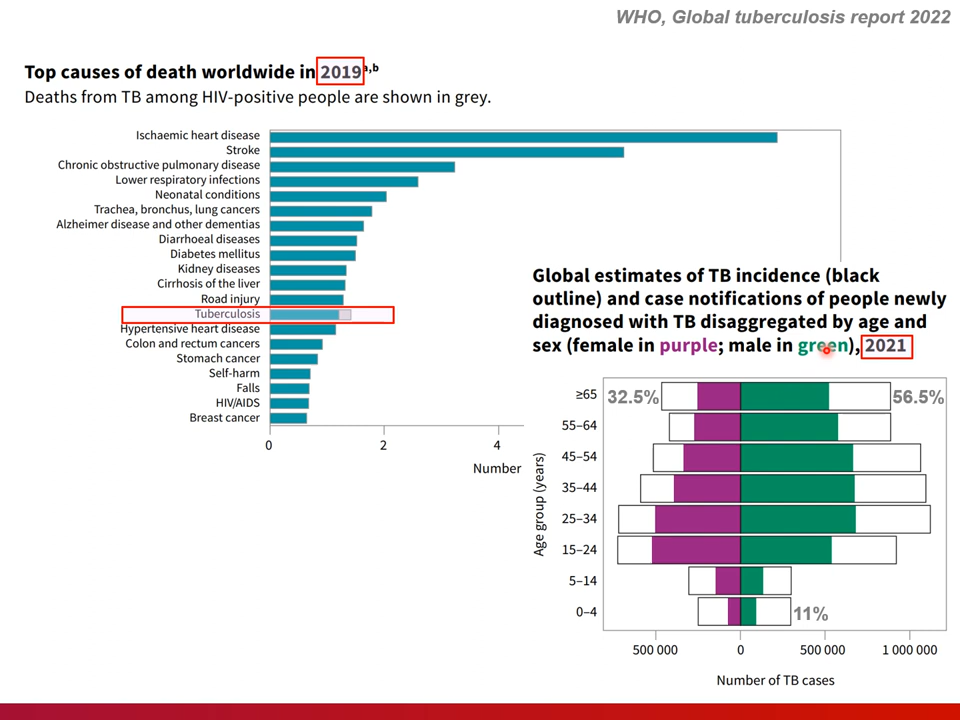 WHO, Global tuberculosis report 2022
Top causes of death worldwide in 2019a,b
Deaths from TB among HIV-positive people are shown in grey.
Ischaemic heart disease
Stroke
Chronic obstructive pulmonary disease
Lower respiratory infections
Neonatal conditions
Trachea, bronchus, lung cancers
Alzheimer disease and other dementias
Diarrhoeal diseases
Diabetes mellitus
Kidney diseases
Cirrhosis of the liver
Road injury
Tuberculosis
Hypertensive heart disease
Colon and rectum cancers
Stomach cancer
Self-harm
Falls
HIV/AIDS
Breast cancer
0 2 4
Number
Global estimates of TB incidence (black
outline) and case notifications of people newly
diagnosed with TB disaggregated by age and
sex (female in purple; male in green), 2021
Age group (years)
≥65 32.5% 56.5%
55–64
45–54
35–44
25–34
15–24
5–14
0–4 11%
500 000 0 500 000 1 000 000
Number of TB cases